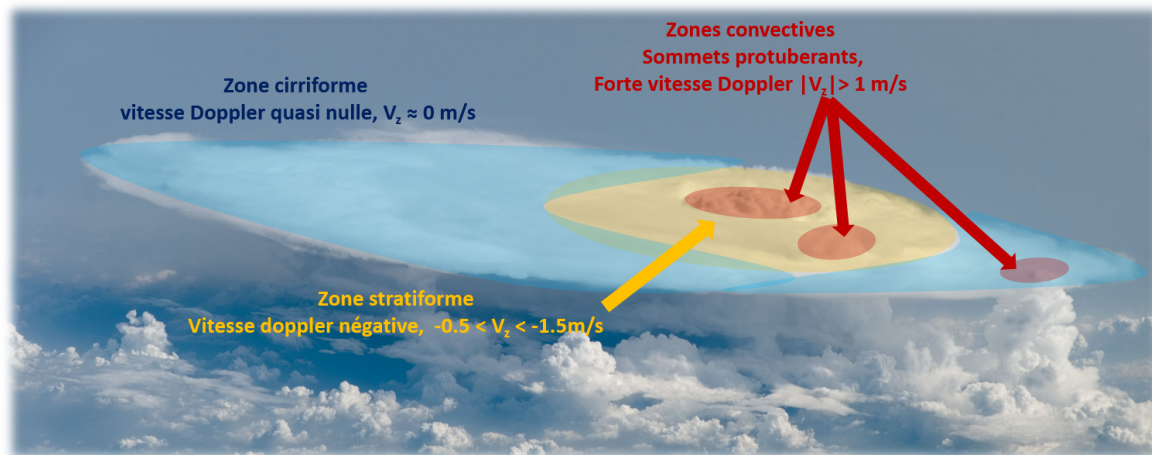 Zones convectives
Sommets protuberants,
Forte vitesse Doppler |Vz|> 1 m/s
Zone cirriforme
vitesse Doppler quasi nulle, Vz ≈ 0 m/s
Zone stratiforme
Vitesse doppler négative,  -0.5 < Vz < -1.5m/s